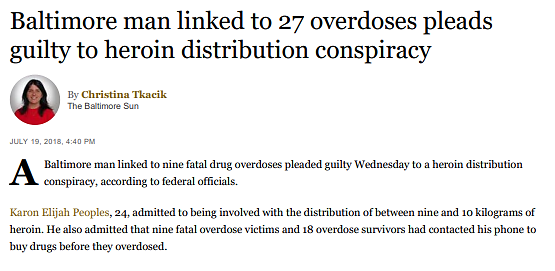 Baltimore man linked to 27 overdoses pleads
guilty to heroin distribution conspiracy
By Christina Tkacik
The Baltimore Sun
JULY 19, 2018, 4:40 PM
A Baltimore man linked to nine fatal drug overdoses pleaded guilty Wednesday to a heroin distribution
conspiracy, according to federal officials.
Karon Elijah Peoples, 24, admitted to being involved with the distribution of between nine and 10 kilograms of
heroin. He also admitted that nine fatal overdose victims and 18 overdose survivors had contacted his phone to
buy drugs before they overdosed.